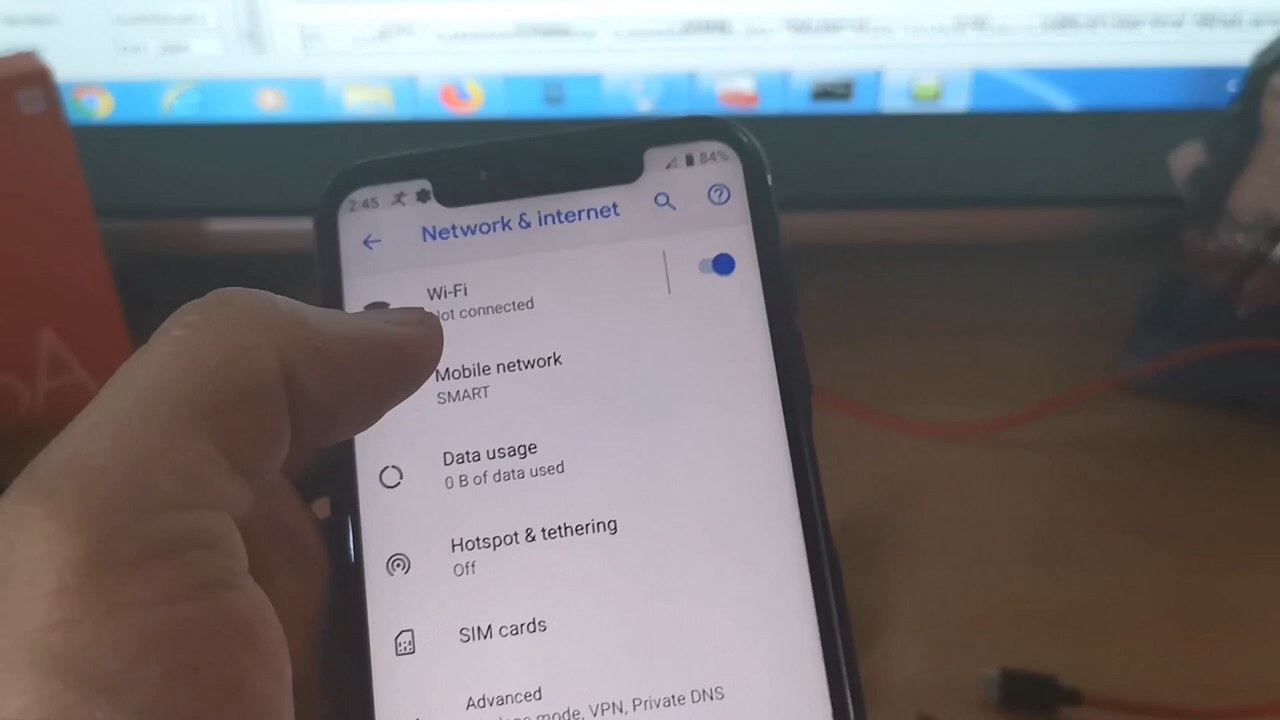 2:45 84%
Network & internet
Wi-Fi
Not connected
Mobile network
SMART
Data usage
0 B of data used
Hotspot & tethering
Off
SIM cards
Advanced
mode, VPN, Private DNS